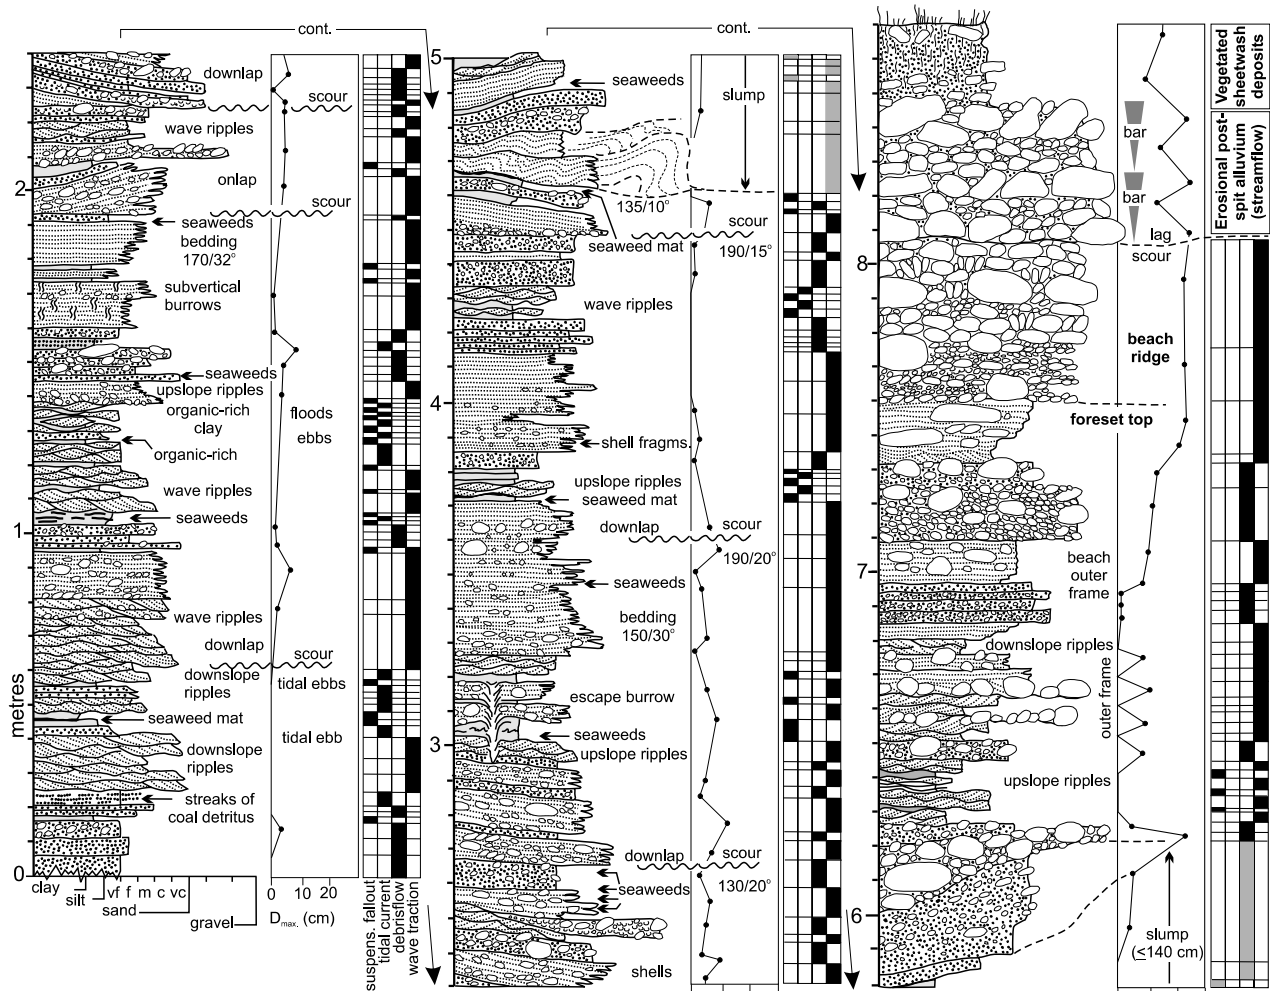 cont.
downlap
scour
wave ripples
2
onlap
scour
seaweeds
bedding
170/32°
subvertical
burrows
seaweeds
upslope ripples
organic-rich
clay
floods
ebbs
organic-rich
wave ripples
seaweeds
1
wave ripples
downlap
scour
downslope
ripples
tidal ebbs
seaweed mat
tidal ebb
downslope
ripples
streaks of
coal detritus
metres
0
clay
silt
vf f m c vc
sand
gravel
0 10 20
Dmax. (cm)
suspens. fallout
tidal current
debrisflow
wave traction
cont.
5
seaweeds
slump
135/10°
scour
seaweed mat
190/15°
wave ripples
4
shell fragms.
upslope ripples
seaweed mat
downlap
scour
190/20°
seaweeds
bedding
150/30°
escape burrow
seaweeds
3
upslope ripples
downlap
scour
seaweeds
130/20°
shells
bar
bar
lag
scour
8
beach
ridge
foreset top
7
beach
outer
frame
downslope ripples
outer frame
upslope ripples
6
slump
(≤140 cm)
Vegetated
sheetwash
deposits
Erosional post-
spit alluvium
(streamflow)